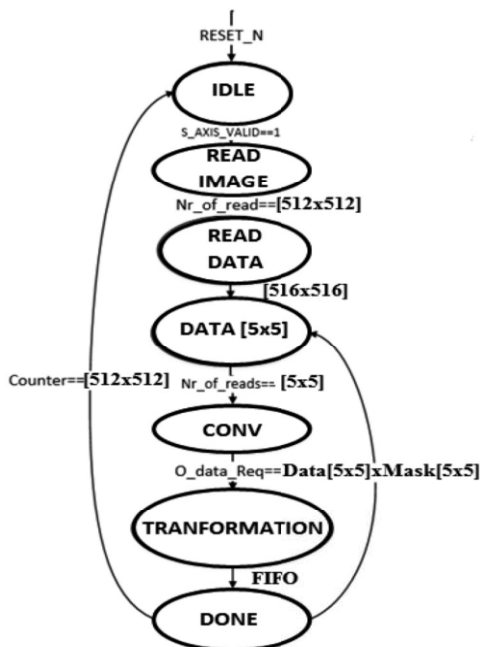 RESET_N
IDLE
S_AXIS_VALID==1
READ
IMAGE
Nr_of_read==[512x512]
READ
DATA
[516x516]
DATA [5x5]
Counter==[512x512]
Nr_of_reads== [5x5]
CONV
O_data_Req==Data[5x5]xMask[5x5]
TRANFORMATION
FIFO
DONE